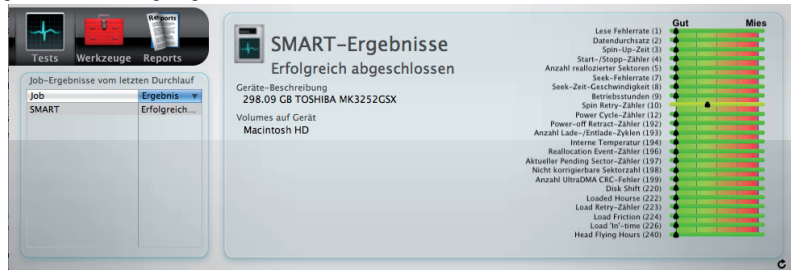 Reports
Tests Werkzeuge Reports
Job-Ergebnisse vom letzten Durchlauf
Job Ergebnis
SMART Erfolgreich...
SMART-Ergebnisse
Erfolgreich abgeschlossen
Geräte-Beschreibung
298.09 GB TOSHIBA MK3252GSX
Volumes auf Gerät
Macintosh HD
Gut Mies
Lese Fehlerrate (1)
Datendurchsatz (2)
Spin-Up-Zeit (3)
Start-/Stopp-Zähler (4)
Anzahl reallozierter Sektoren (5)
Seek-Fehlerrate (7)
Seek-Zeit-Geschwindigkeit (8)
Betriebsstunden (9)
Spin Retry-Zähler (10)
Power Cycle-Zähler (12)
Power-off Retract-Zähler (192)
Anzahl Lade-/Entlade-Zyklen (193)
Interne Temperatur (194)
Reallocation Event-Zähler (196)
Aktueller Pending Sector-Zähler (197)
Nicht korrigierbare Sektorzahl (198)
Anzahl UltraDMA CRC-Fehler (199)
Disk Shift (220)
Loaded Hourse (222)
Load Retry-Zähler (223)
Load Friction (224)
Load 'In'-time (226)
Head Flying Hours (240)